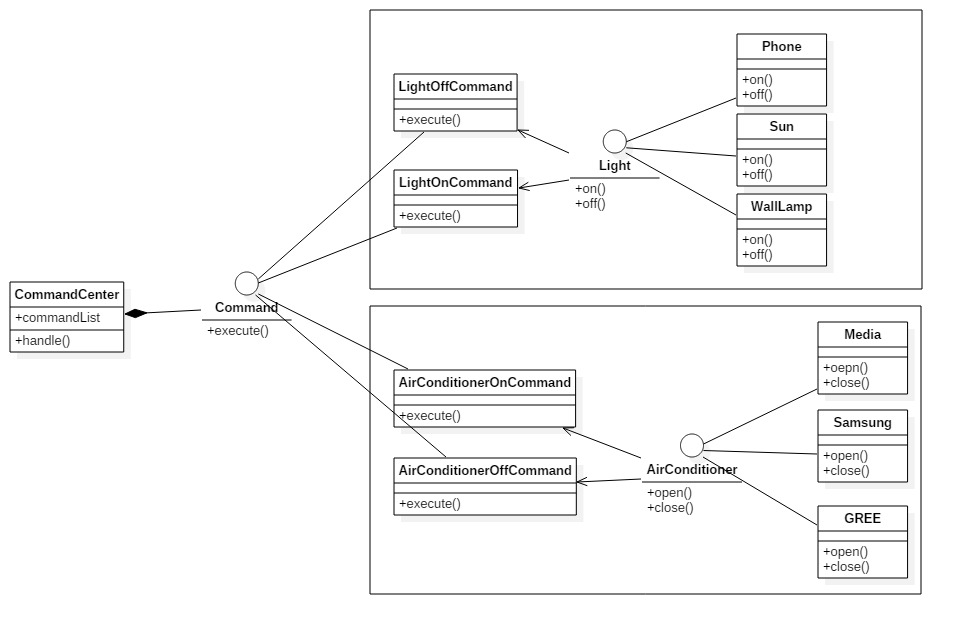 CommandCenter
+commandList
+handle()
Command
+execute()
LightOffCommand
+execute()
LightOnCommand
+execute()
Light
+on()
+off()
Phone
+on()
+off()
Sun
+on()
+off()
WallLamp
+on()
+off()
AirConditionerOnCommand
+execute()
AirConditionerOffCommand
+execute()
AirConditioner
+open()
+close()
Media
+oepn()
+close()
Samsung
+open()
+close()
GREE
+open()
+close()